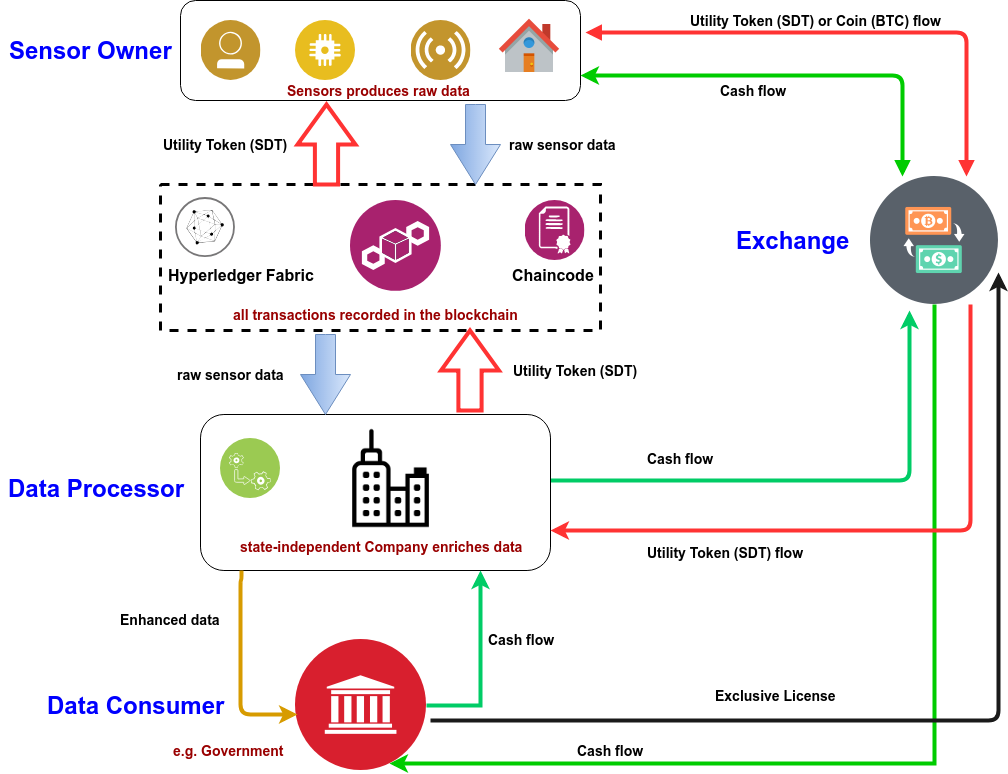 Utility Token (SDT) or Coin (BTC) flow
Sensor Owner
Sensors produces raw data
Cash flow
Utility Token (SDT)
raw sensor data
Exchange
Hyperledger Fabric
Chaincode
all transactions recorded in the blockchain
raw sensor data
Utility Token (SDT)
Cash flow
Data Processor
state-independent Company enriches data
Utility Token (SDT) flow
Enhanced data
Cash flow
Exclusive License
Data Consumer
e.g. Government
Cash flow